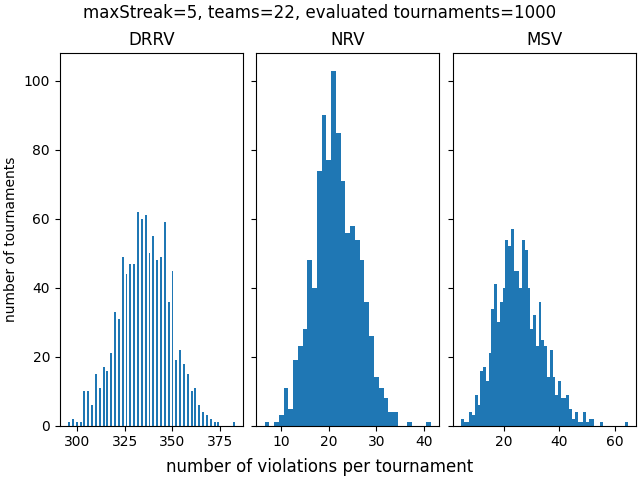 maxStreak=5, teams=22, evaluated tournaments=1000
DRRV NRV MSV
number of tournaments
100
80
60
40
20
0
300 325 350 375 10 20 30 40 20 40 60
number of violations per tournament